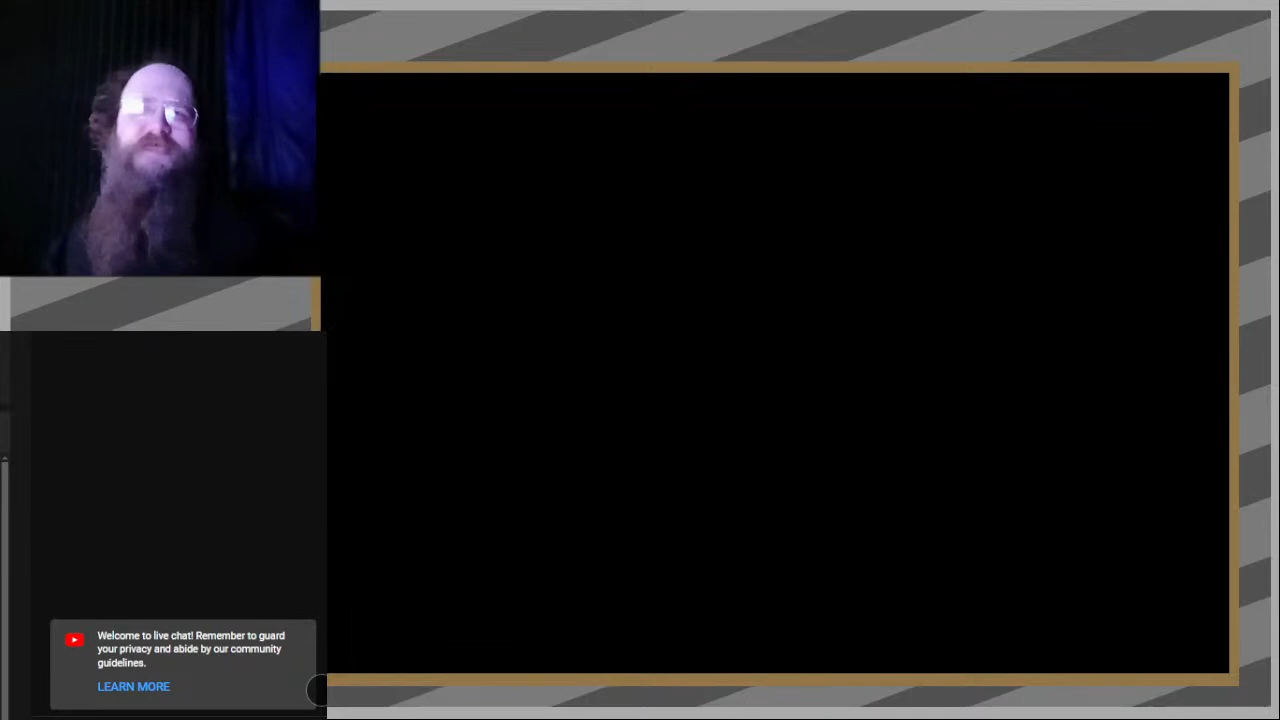 Welcome to live chat! Remember to guard
your privacy and abide by our community
guidelines.
LEARN MORE